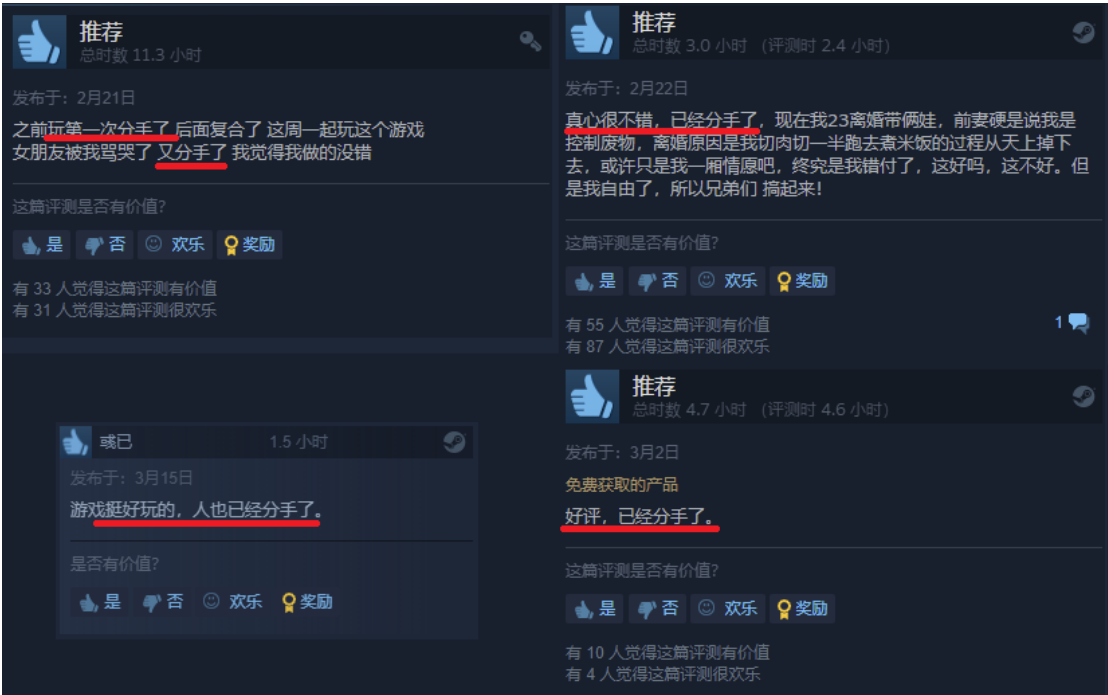 推荐
总时数 11.3 小时
发布于：2月21日
之前玩第一次分手了 后面复合了 这周一起玩这个游戏
女朋友被我骂哭了 又分手了 我觉得我做的没错
这篇评测是否有价值？
是 否 欢乐 奖励
有 33 人觉得这篇评测有价值
有 31 人觉得这篇评测很欢乐
推荐
总时数 3.0 小时 （评测时 2.4 小时）
发布于：2月22日
真心很不错，已经分手了，现在我23离婚带俩娃，前妻硬是说我是
控制废物，离婚原因是我切肉切一半跑去煮米饭的过程从天上掉下
去，或许只是我一厢情愿吧，终究是我错付了，这好吗，这不好。但
是我自由了，所以兄弟们 搞起来！
这篇评测是否有价值？
是 否 欢乐 奖励
有 55 人觉得这篇评测有价值
有 87 人觉得这篇评测很欢乐
1
彧已
1.5 小时
发布于：3月15日
游戏挺好玩的，人也已经分手了。
是否有价值？
是 否 欢乐 奖励
推荐
总时数 4.7 小时 （评测时 4.6 小时）
发布于：3月2日
免费获取的产品
好评，已经分手了。
这篇评测是否有价值？
是 否 欢乐 奖励
有 10 人觉得这篇评测有价值
有 4 人觉得这篇评测很欢乐